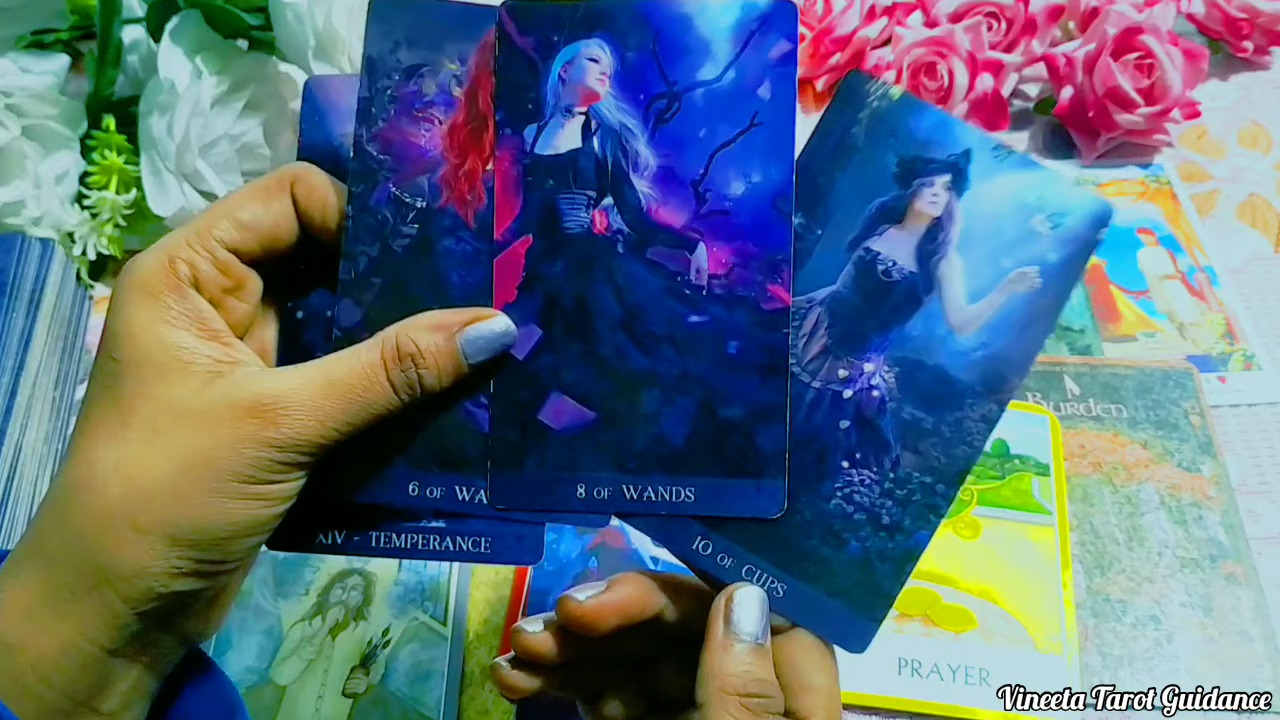 Burden
6 OF WA
8 OF WANDS
XIV - TEMPERANCE
10 OF CUPS
PRAYER
Vineeta Tarot Guidance